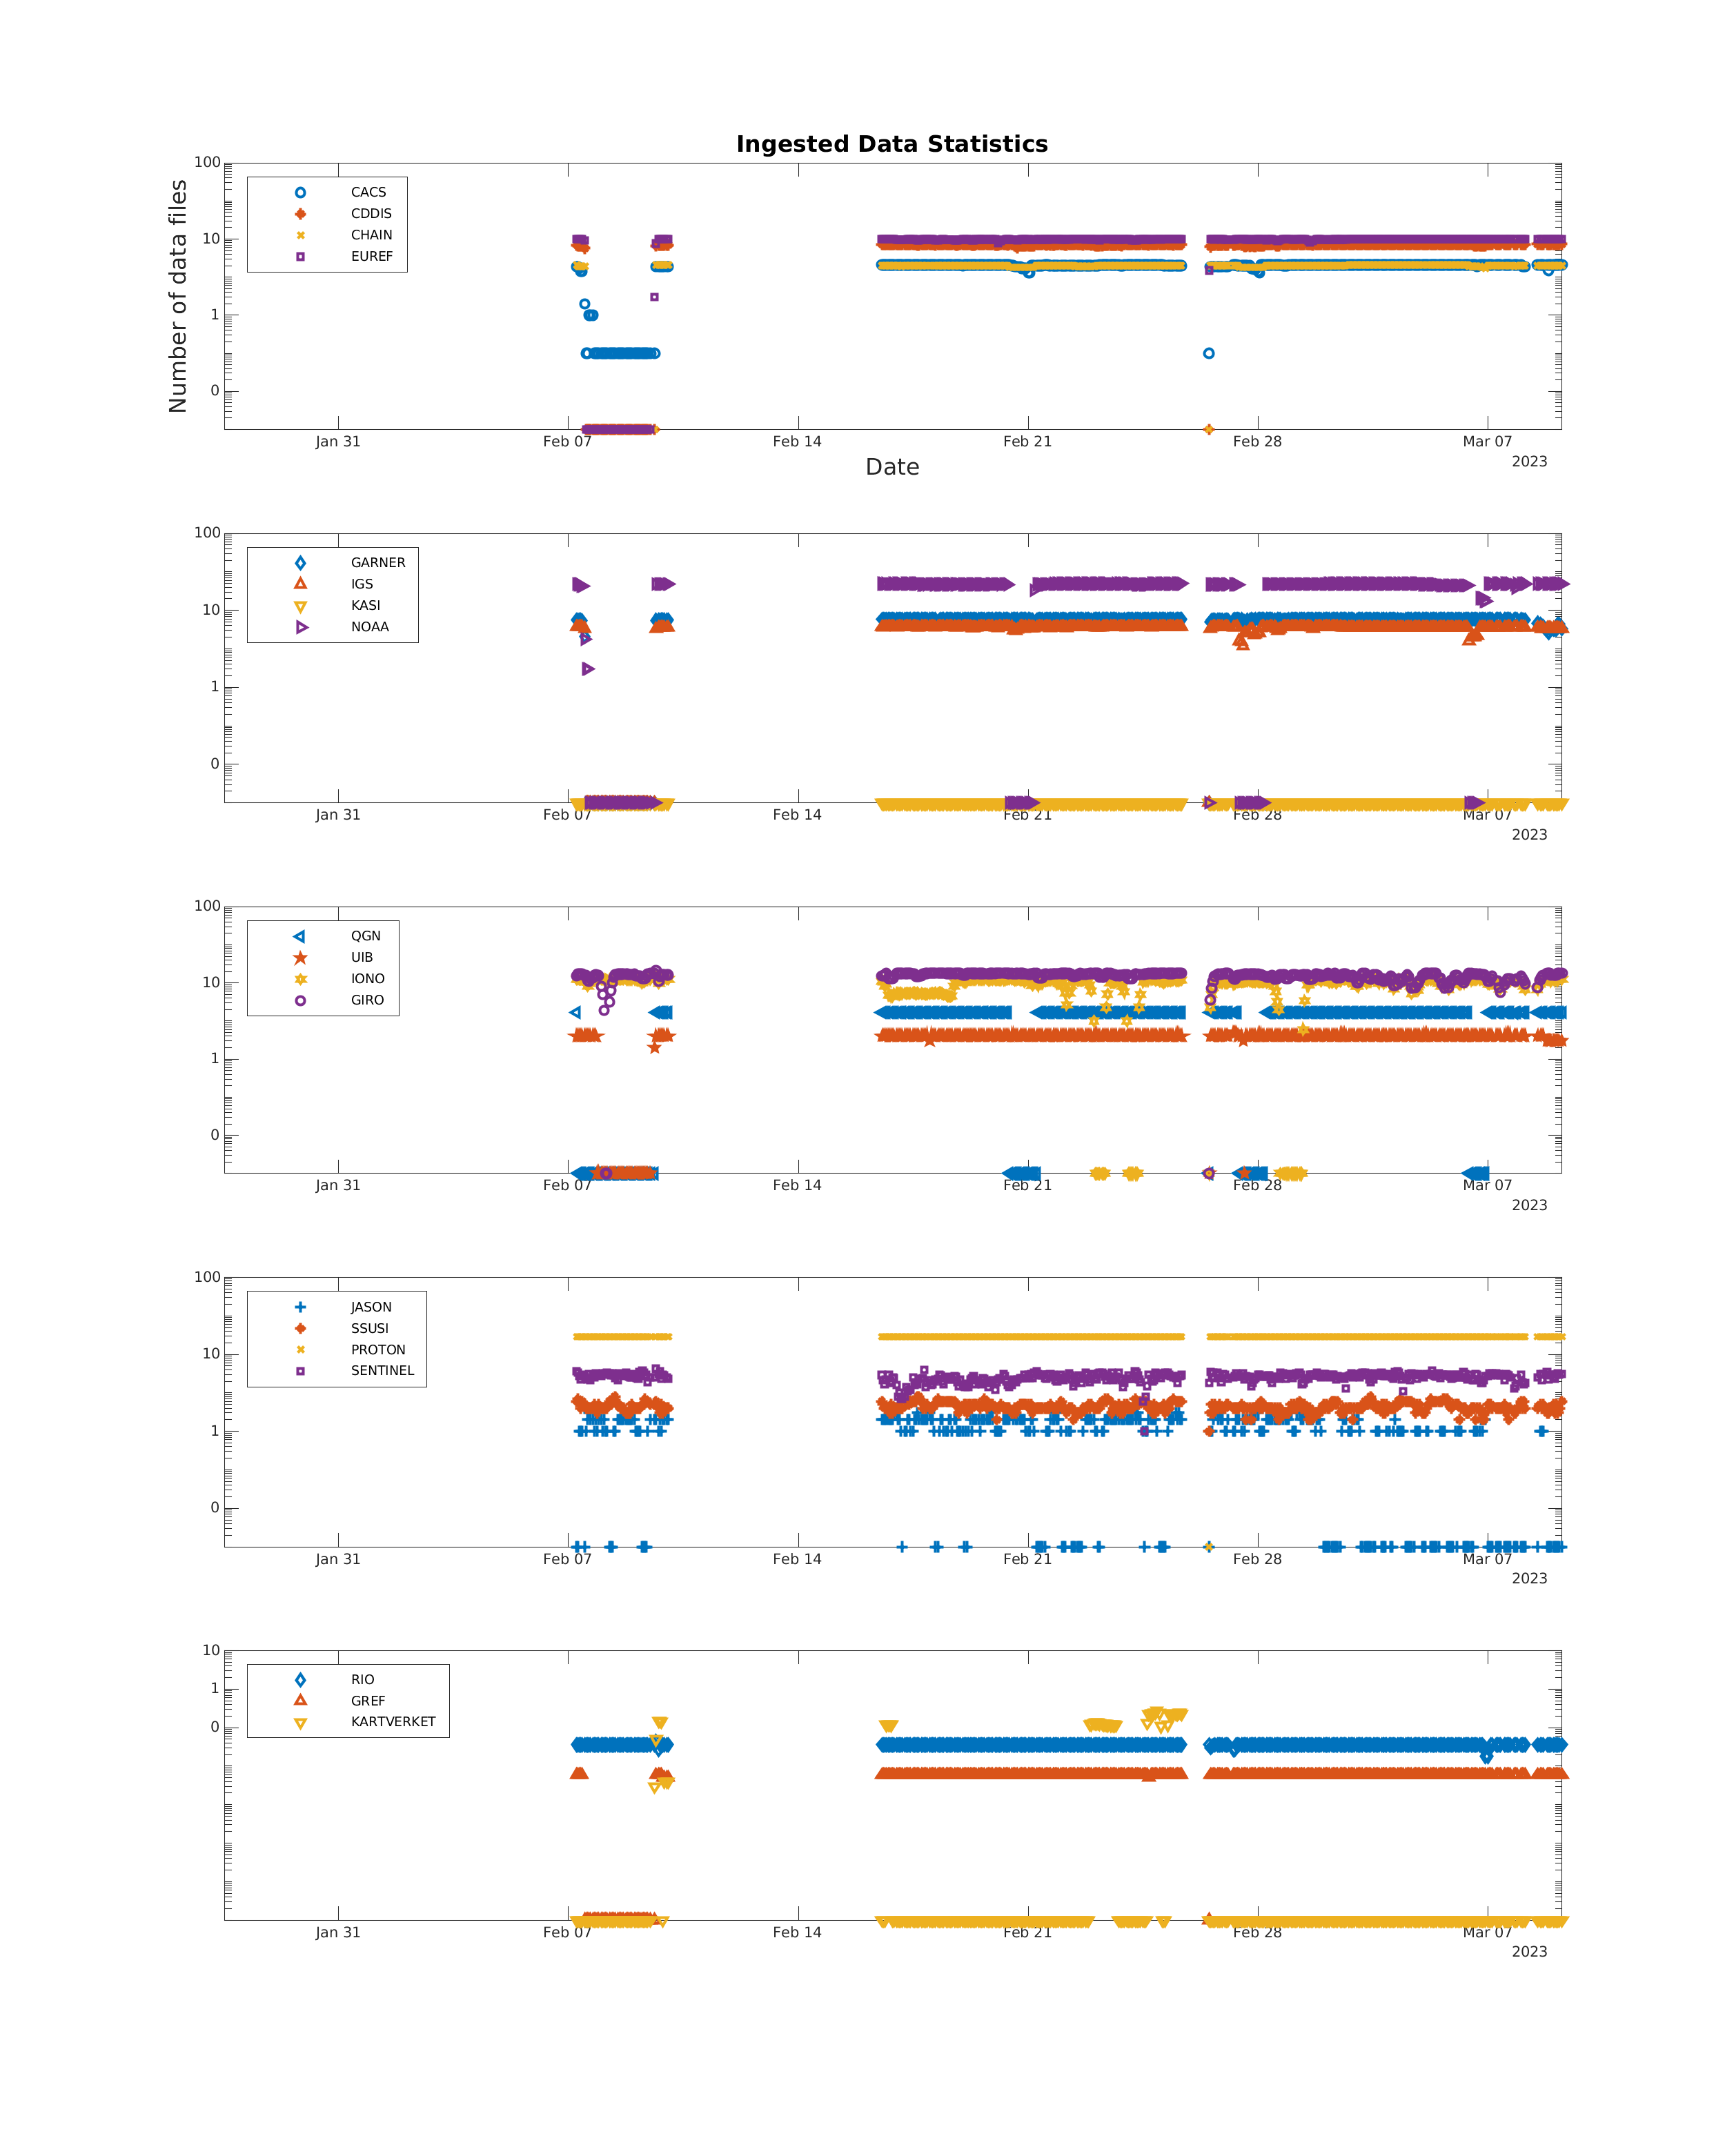 Ingested Data Statistics
Number of data files
100
10
1
0
CACS
CDDIS
CHAIN
EUREF
Jan 31
Feb 07
Feb 14
Feb 21
Feb 28
Mar 07
2023
Date
100
10
1
0
GARNER
IGS
KASI
NOAA
Jan 31
Feb 07
Feb 14
Feb 21
Feb 28
Mar 07
2023
100
10
1
0
QGN
UIB
IONO
GIRO
Jan 31
Feb 07
Feb 14
Feb 21
Feb 28
Mar 07
2023
100
10
1
0
JASON
SSUSI
PROTON
SENTINEL
Jan 31
Feb 07
Feb 14
Feb 21
Feb 28
Mar 07
2023
10
1
0
RIO
GREF
KARTVERKET
Jan 31
Feb 07
Feb 14
Feb 21
Feb 28
Mar 07
2023